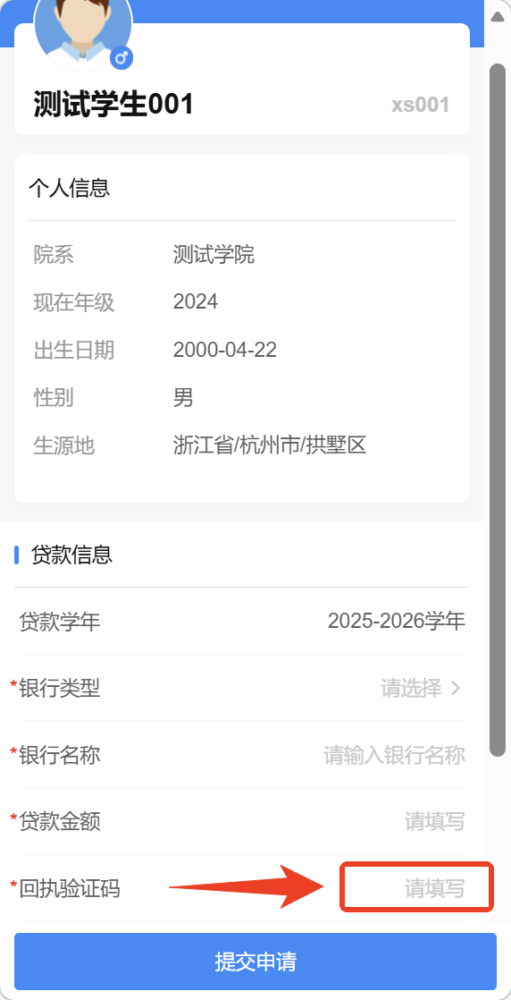 测试学生001 xs001
个人信息
院系 测试学院
现在年级 2024
出生日期 2000-04-22
性别 男
生源地 浙江省/杭州市/拱墅区
贷款信息
贷款学年 2025-2026学年
*银行类型 请选择
*银行名称 请输入银行名称
*贷款金额 请填写
*回执验证码 请填写
提交申请